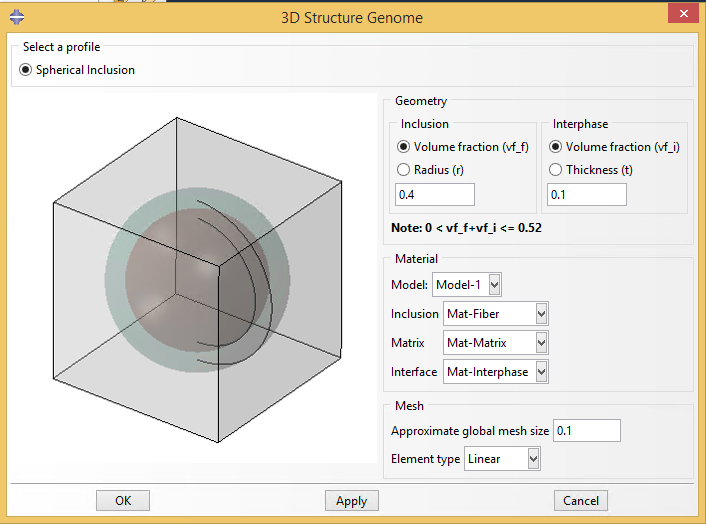 3D Structure Genome
Select a profile
Spherical Inclusion
Geometry
Inclusion
Volume fraction (vf_f)
Radius (r)
0.4
Interphase
Volume fraction (vf_i)
Thickness (t)
0.1
Note: 0 < vf_f+vf_i <= 0.52
Material
Model: Model-1
Inclusion Mat-Fiber
Matrix Mat-Matrix
Interface Mat-Interphase
Mesh
Approximate global mesh size 0.1
Element type Linear
OK Apply Cancel